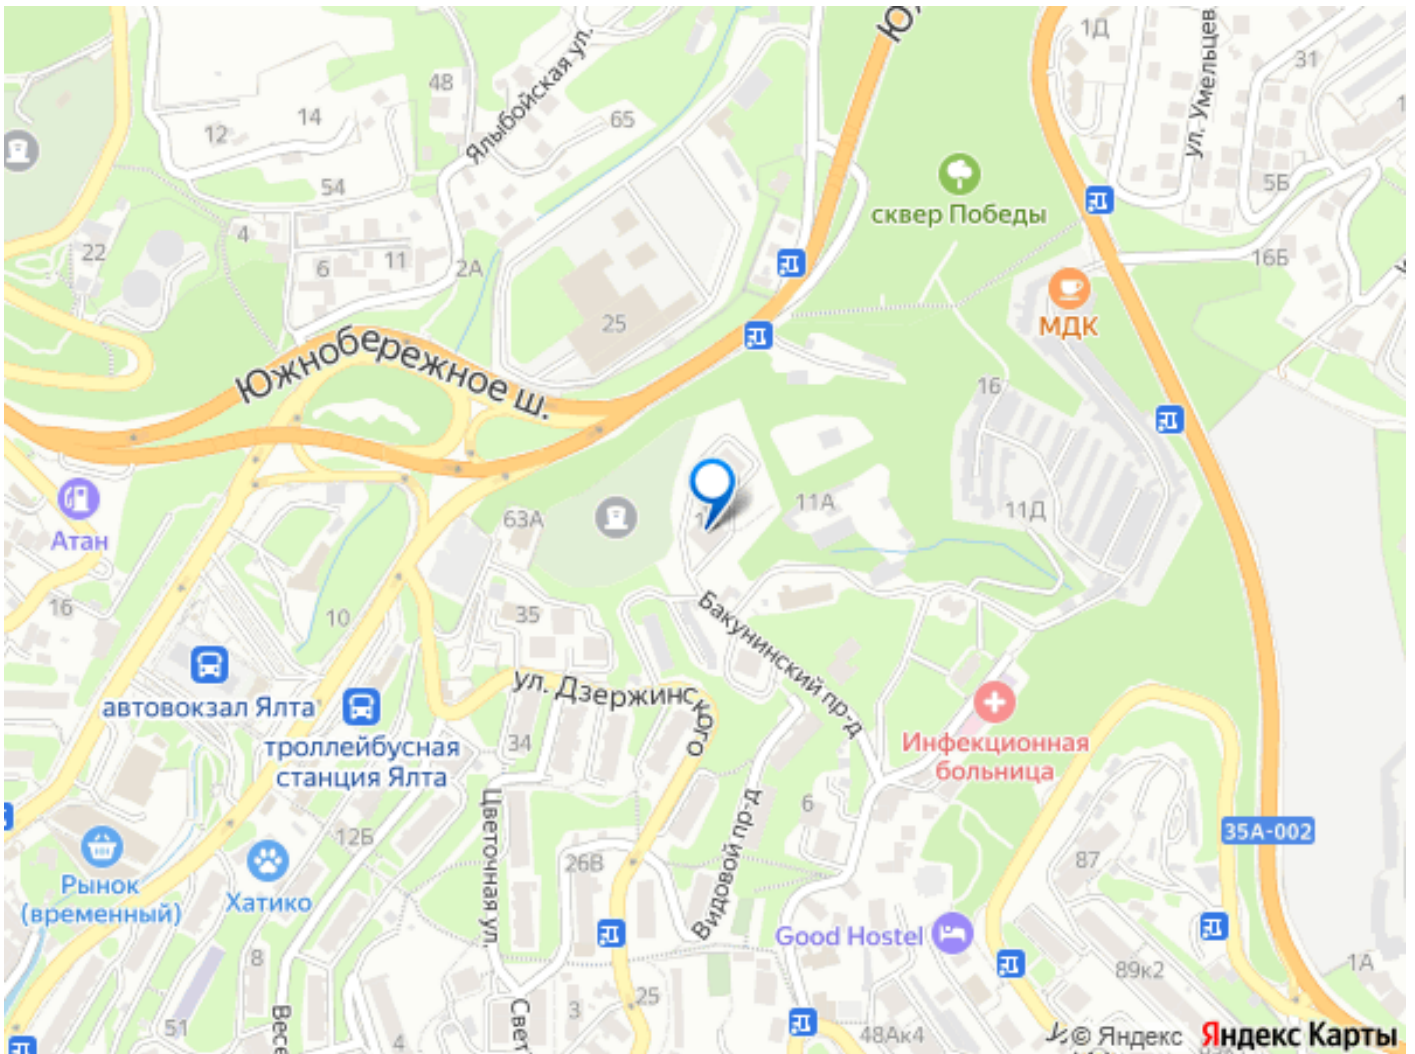 Ялыбойская ул.
48
14
12
65
54
4
22
6
11
2А
1Д
ул. Умельцев
31
5Б
16Б
сквер Победы
МДК
25
Южнобережное ш.
16
11Д
11А
63А
Атан
16
10
35
Бакунинский пр-д
ул. Дзержинского
автовокзал Ялта
троллейбусная
станция Ялта
34
Инфекционная
больница
Цветочная ул.
Видовой пр-д
6
12Б
26В
35А-002
87
Рынок
(временный)
Хатико
Good Hostel
89к2
1А
8
51
4
3
25
48Ак4
© Яндекс
Яндекс Карты